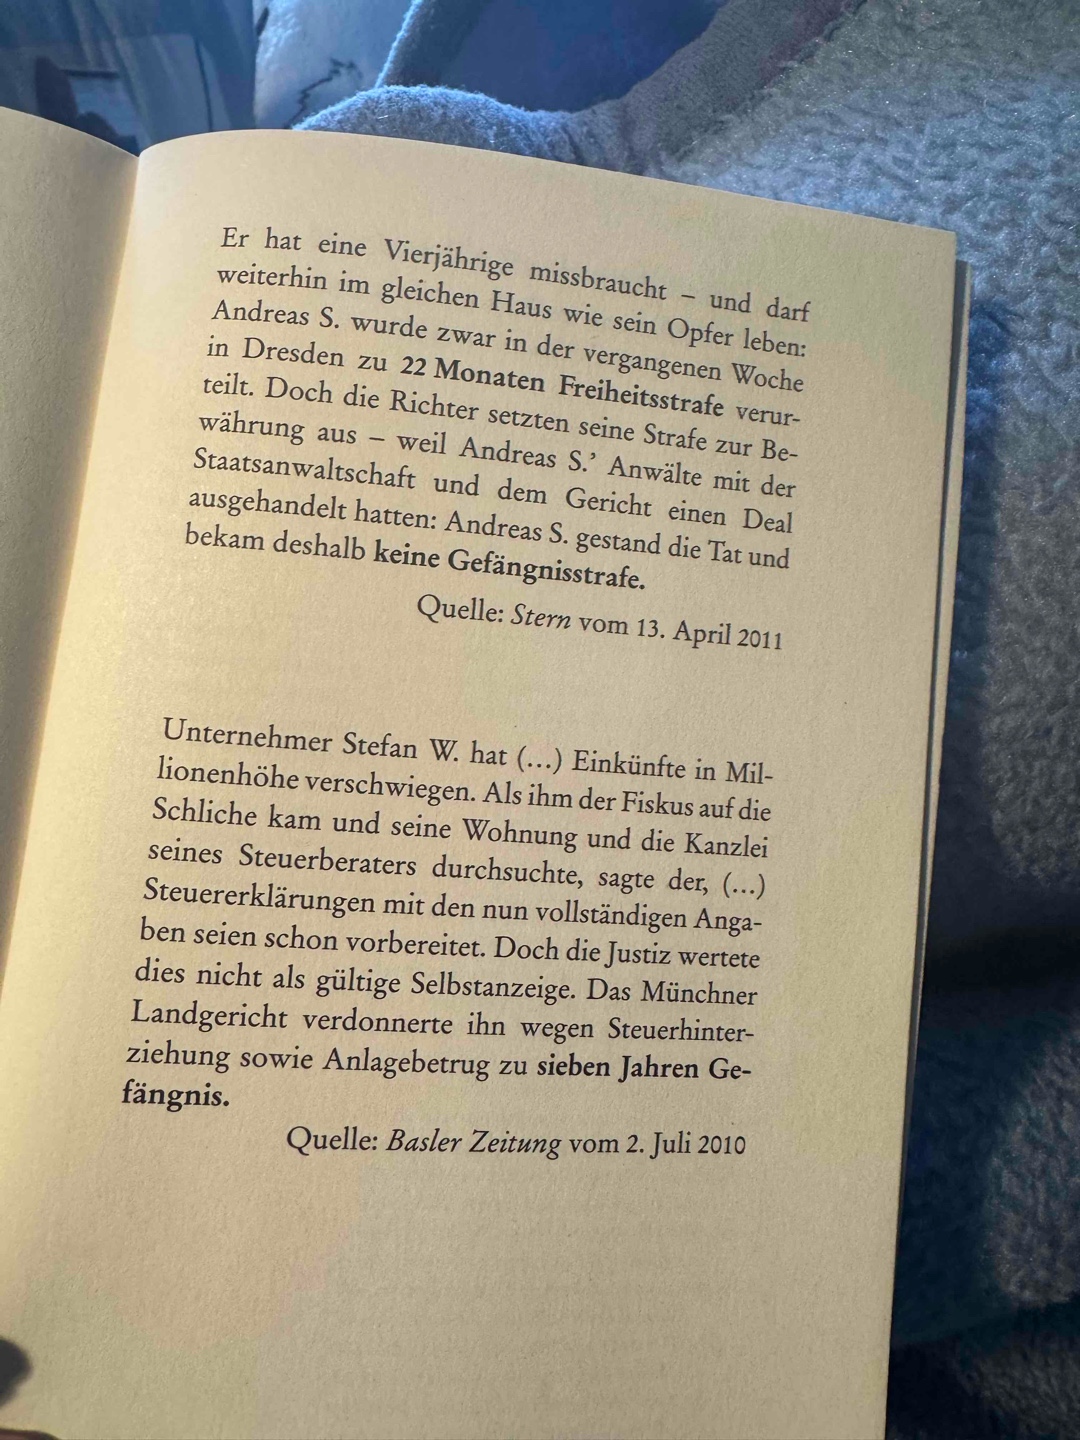 Er hat eine Vierjährige missbraucht – und darf
weiterhin im gleichen Haus wie sein Opfer leben:
Andreas S. wurde zwar in der vergangenen Woche
in Dresden zu 22 Monaten Freiheitsstrafe verur-
teilt. Doch die Richter setzten seine Strafe zur Be-
währung aus – weil Andreas S.’ Anwälte mit der
Staatsanwaltschaft und dem Gericht einen Deal
ausgehandelt hatten: Andreas S. gestand die Tat und
bekam deshalb keine Gefängnisstrafe.
Quelle: Stern vom 13. April 2011
Unternehmer Stefan W. hat (…) Einkünfte in Mil-
lionenhöhe verschwiegen. Als ihm der Fiskus auf die
Schliche kam und seine Wohnung und die Kanzlei
seines Steuerberaters durchsuchte, sagte der, (…)
Steuererklärungen mit den nun vollständigen Anga-
ben seien schon vorbereitet. Doch die Justiz wertete
dies nicht als gültige Selbstanzeige. Das Münchner
Landgericht verdonnerte ihn wegen Steuerhinter-
ziehung sowie Anlagebetrug zu sieben Jahren Ge-
fängnis.
Quelle: Basler Zeitung vom 2. Juli 2010